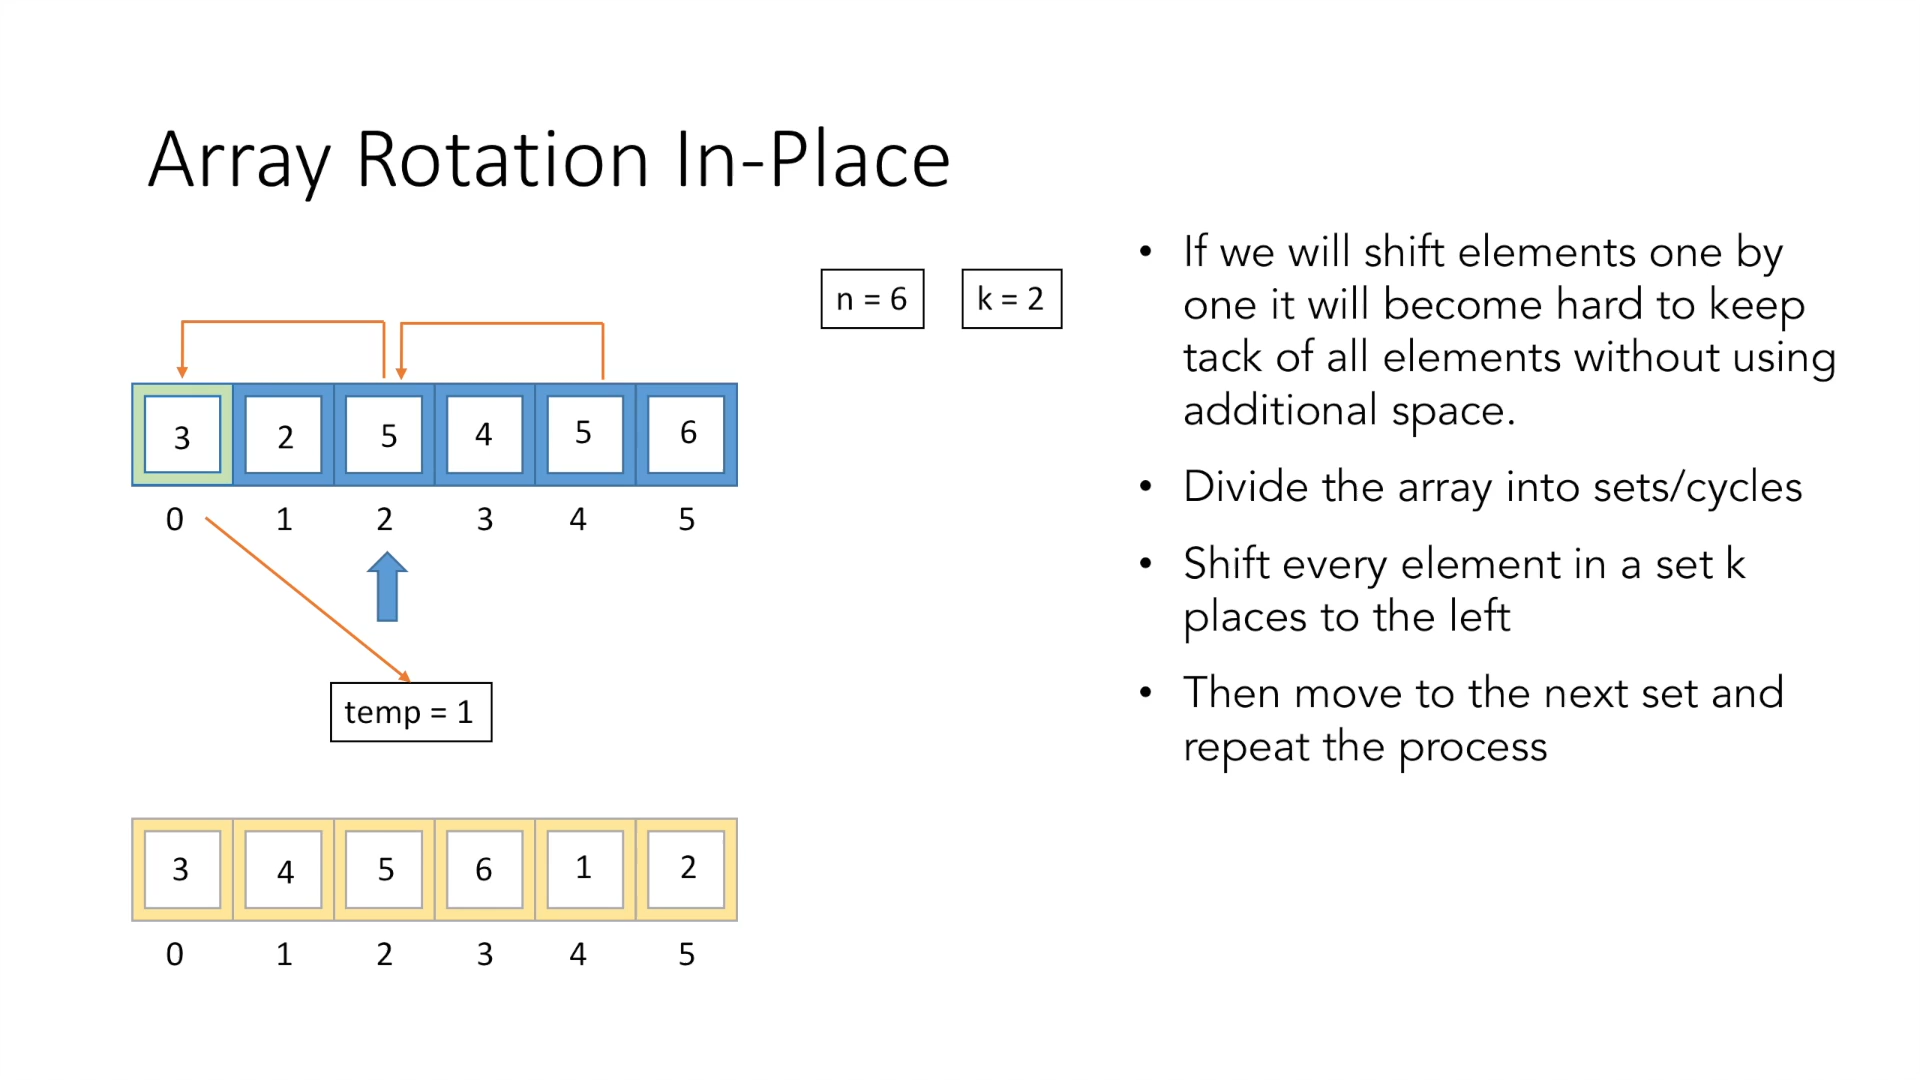 Array Rotation In-Place
n = 6 k = 2
3 2 5 4 5 6
0 1 2 3 4 5
temp = 1
3 4 5 6 1 2
0 1 2 3 4 5
• If we will shift elements one by
one it will become hard to keep
tack of all elements without using
additional space.
• Divide the array into sets/cycles
• Shift every element in a set k
places to the left
• Then move to the next set and
repeat the process